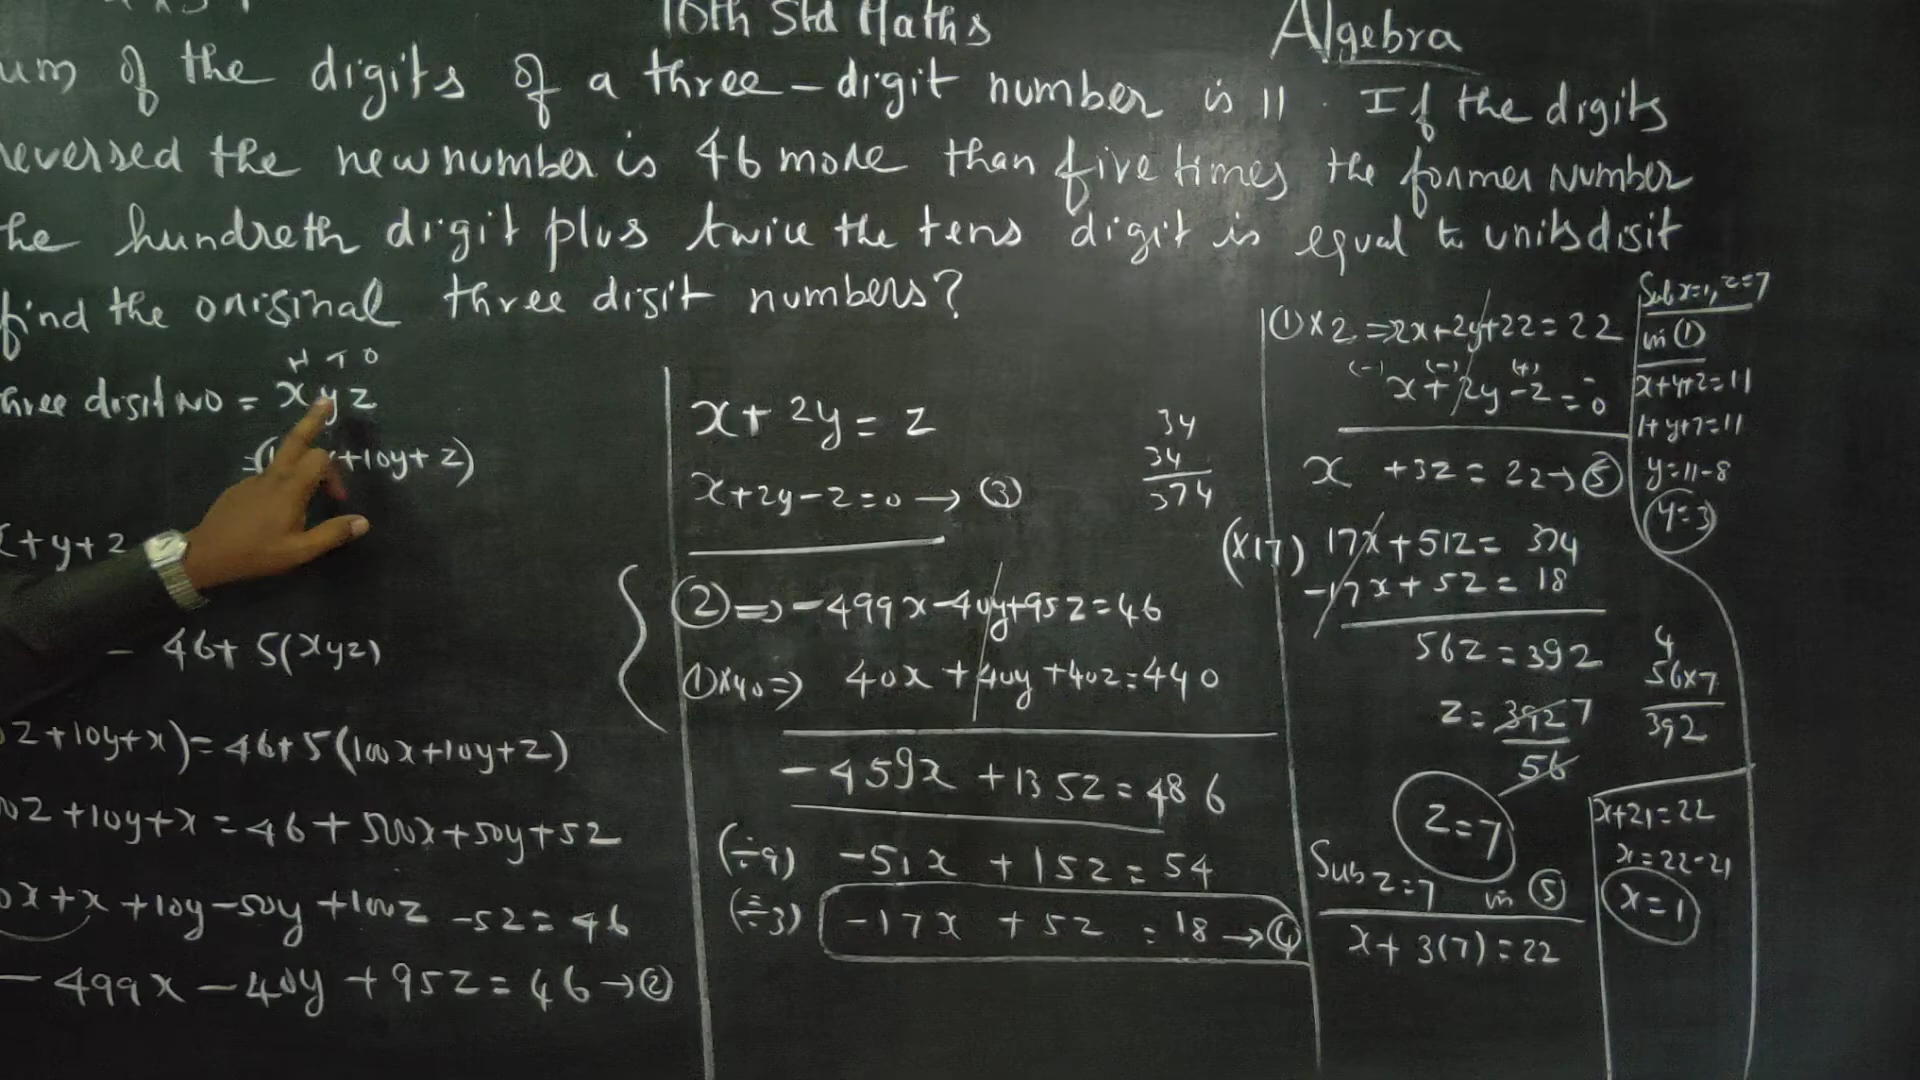 10th Std Maths
Algebra
um of the digits of a three-digit number is 11. If the digits
reversed the new number is 46 more than five times the former number
he hundreth digit plus twice the tens digit is equal to units digit
find the original three digit numbers?
H T O
hree digit NO = x y z
+10y+z)
x+y+z
- 46+5(xyz)
0z+10y+x)=46+5(100x+10y+z)
00z+10y+x=46+500x+50y+5z
0x+x+10y-50y+100z-5z=46
-499x-40y+95z=46→②
x+2y=z
x+2y-z=0→③
34
34
374
②⇒-499x-40y+95z=46
①×40⇒ 40x+40y+40z=440
-459x+135z=486
(÷9) -51x+15z=54
(÷3) -17x+5z=18→④
①×2⇒2x+2y+2z=22
(-) (-) (+) -
x+2y-z=0
x +3z=22→⑤
(×17) 17x+51z=374
-17x+5z=18
56z=392
z=392 7
56
4
56×7
392
z=7
Sub z=7 in ⑤
x+3(7)=22
Sub x=1, z=7
in ①
x+y+z=11
1+y+7=11
y=11-8
y=3
x+21=22
x=22-21
x=1